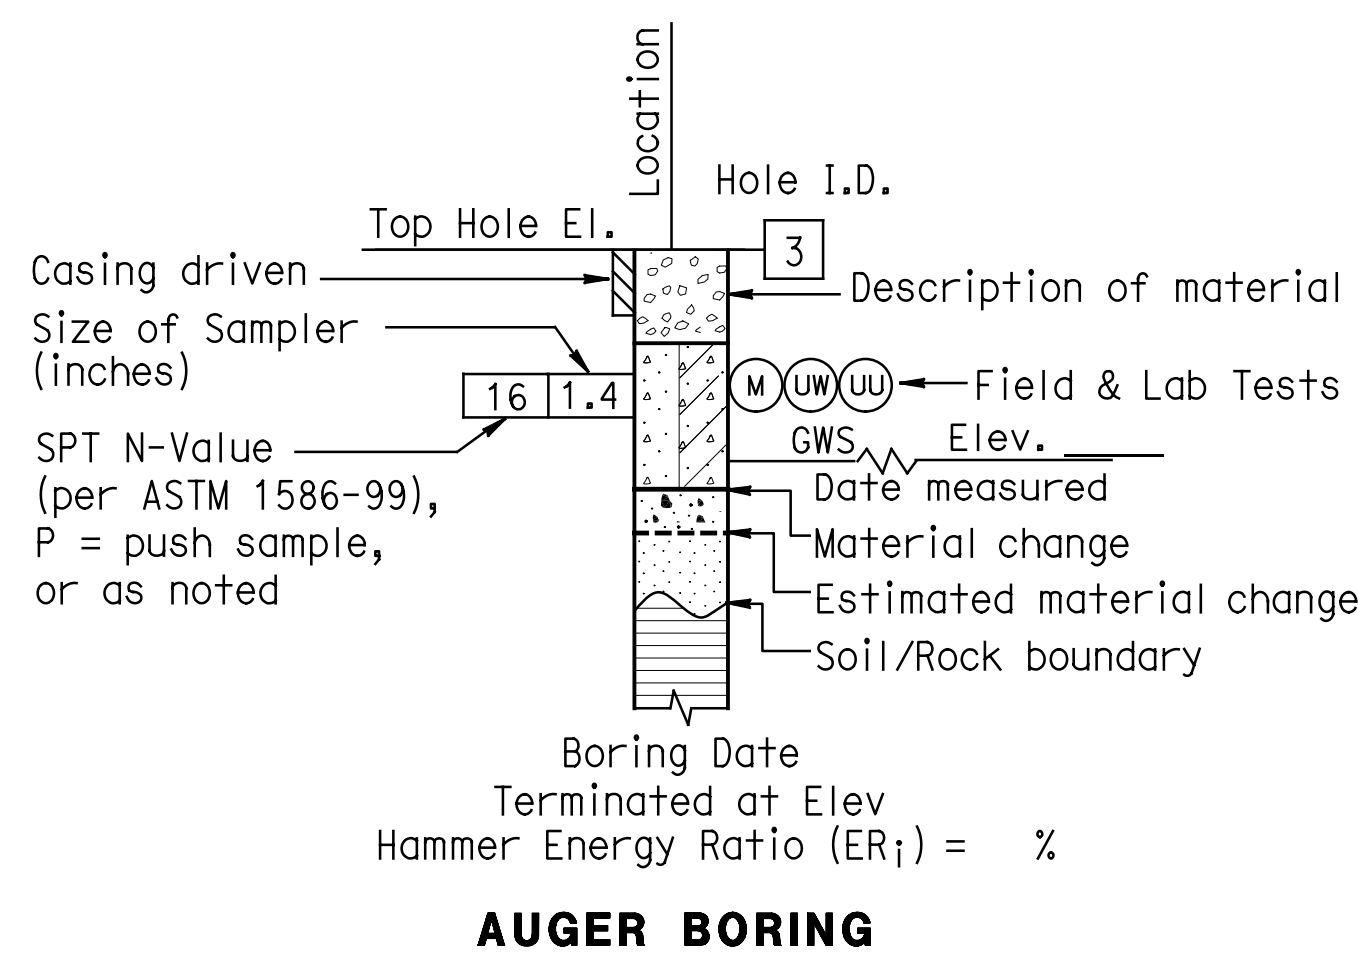 Location
Hole I.D.
Top Hole El.
3
Casing driven
Description of material
Size of Sampler
(inches)
16 1.4
M UW UU
Field & Lab Tests
SPT N-Value
(per ASTM 1586-99),
P = push sample,
or as noted
GWS Elev.
Date measured
Material change
Estimated material change
Soil/Rock boundary
Boring Date
Terminated at Elev
Hammer Energy Ratio (ERi) = %
AUGER BORING